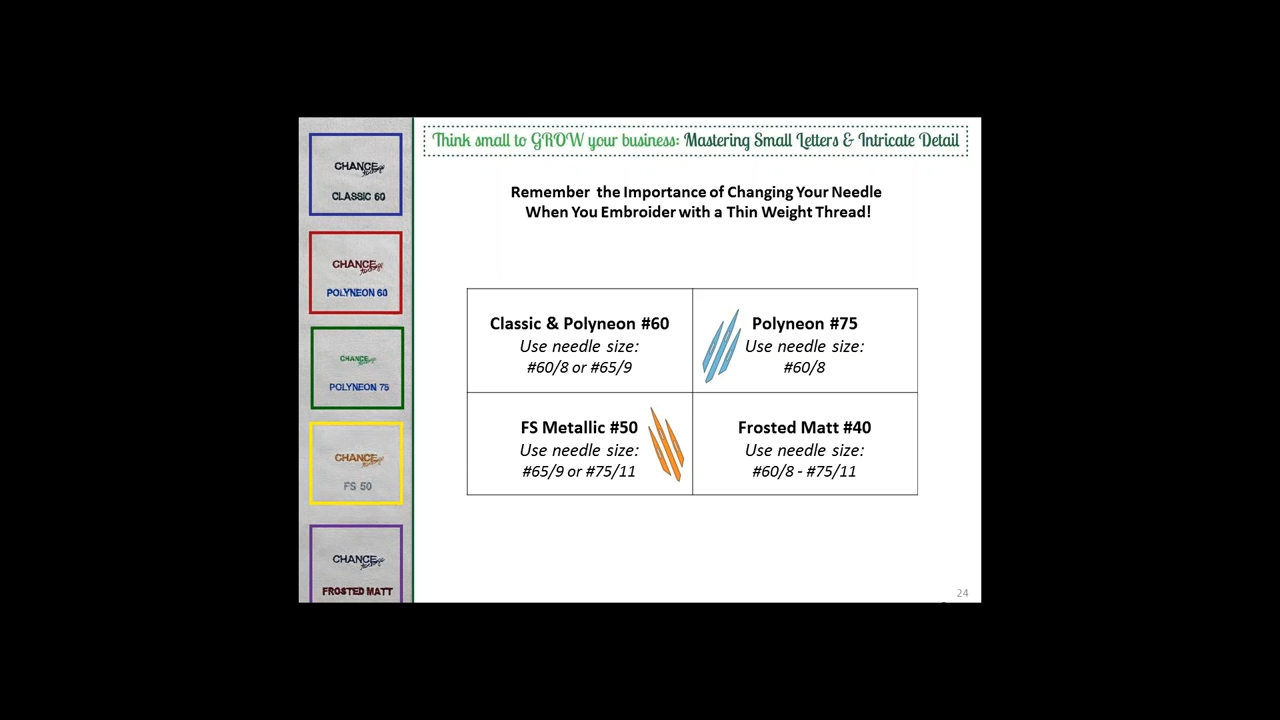 Think small to GROW your business: Mastering Small Letters & Intricate Detail
Remember the Importance of Changing Your Needle
When You Embroider with a Thin Weight Thread!
CHANCE
CLASSIC 60
CHANCE
POLYNEON 60
CHANCE
POLYNEON 75
CHANCE
FS 50
CHANCE
FROSTED MATT
Classic & Polyneon #60
Use needle size:
#60/8 or #65/9
Polyneon #75
Use needle size:
#60/8
FS Metallic #50
Use needle size:
#65/9 or #75/11
Frosted Matt #40
Use needle size:
#60/8 - #75/11
24